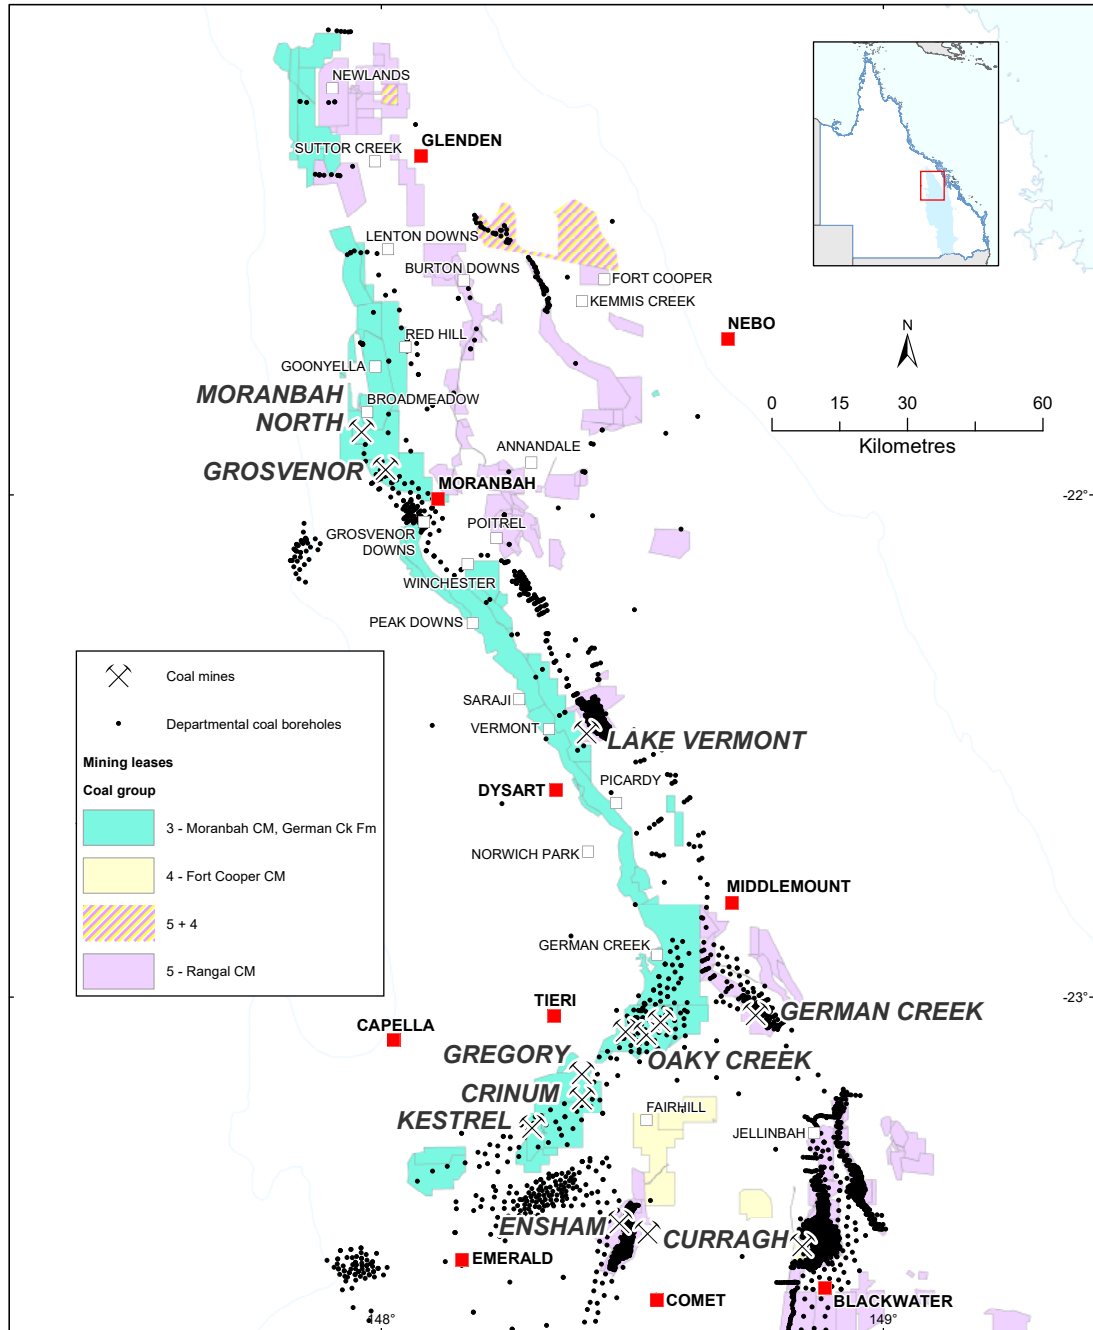 NEWLANDS
GLENDEN
SUTTOR CREEK
LENTON DOWNS
BURTON DOWNS
FORT COOPER
KEMMIS CREEK
NEBO
N
RED HILL
GOONYELLA
MORANBAH
NORTH
BROADMEADOW
0 15 30 60
Kilometres
ANNANDALE
GROSVENOR
MORANBAH
-22°
POITREL
GROSVENOR
DOWNS
WINCHESTER
PEAK DOWNS
Coal mines
Departmental coal boreholes
Mining leases
Coal group
3 - Moranbah CM, German Ck Fm
4 - Fort Cooper CM
5 + 4
5 - Rangal CM
SARAJI
VERMONT
LAKE VERMONT
PICARDY
DYSART
NORWICH PARK
MIDDLEMOUNT
GERMAN CREEK
-23°
TIERI
GERMAN CREEK
CAPELLA
GREGORY
OAKY CREEK
CRINUM
KESTREL
FAIRHILL
JELLINBAH
ENSHAM
CURRAGH
EMERALD
COMET
BLACKWATER
148°
149°